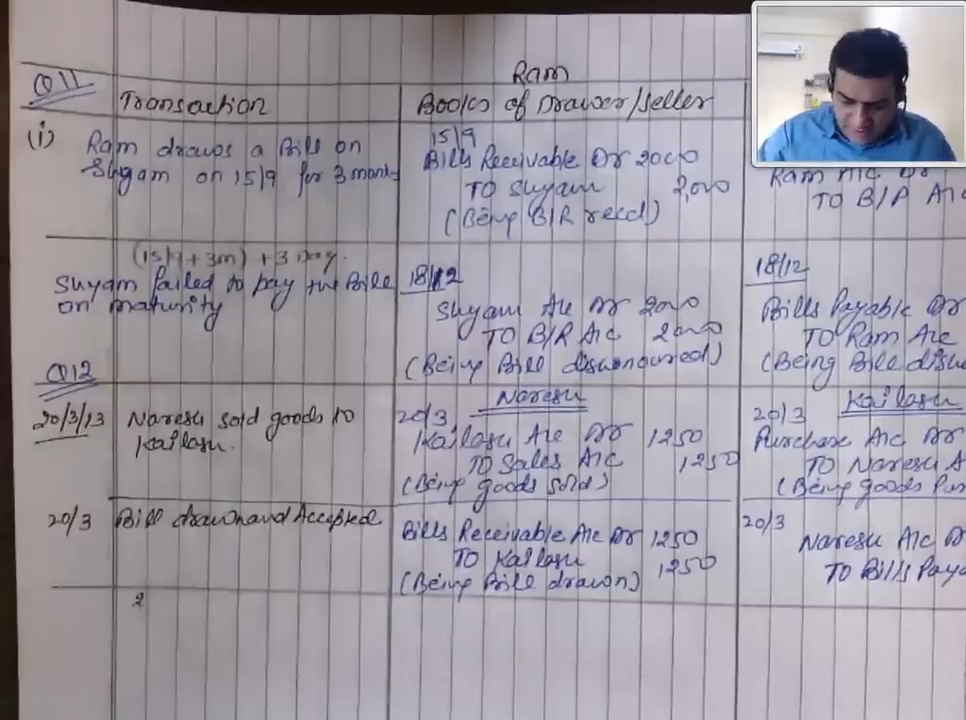 Q11
Ram
Transaction
Books of Drawer/seller
(i) Ram draws a Bill on
Shyam on 15/9 for 3 months
15/9
Bills Receivable Dr 2000
To Shyam 2,000
(Being B/R recd)
Ram A/c Dr
To B/P A/c
(15/9 + 3m) + 3 Day.
Shyam failed to pay the Bill
on maturity
18/12
Shyam A/c Dr 2000
To B/R A/c 2000
(Being Bill dishonoured)
18/12
Bills Payable Dr
To Ram A/c
(Being Bill dishu
Q12
20/3/13 Naresh sold goods to
Kailash.
20/3 Naresh
Kailash A/c Dr 1250
To Sales A/c 1250
(Being goods sold)
20/3 Kailash
Purchase A/c Dr
To Naresh A
(Being goods Pur
20/3 Bill drawn and Accepted
Bills Receivable A/c Dr 1250
To Kailash 1250
(Being Bill drawn)
20/3
Naresh A/c Dr
To Bills Paya
2